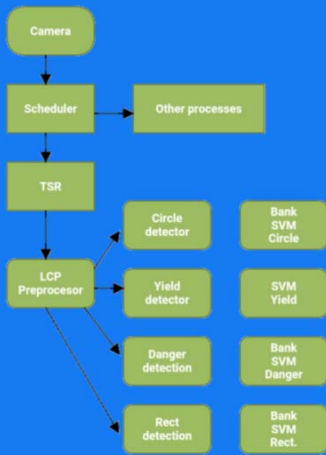 Camera
Scheduler
Other processes
TSR
LCP
Preprocesor
Circle
detector
Bank
SVM
Circle
Yield
detector
SVM
Yield
Danger
detection
Bank
SVM
Danger
Rect
detection
Bank
SVM
Rect.